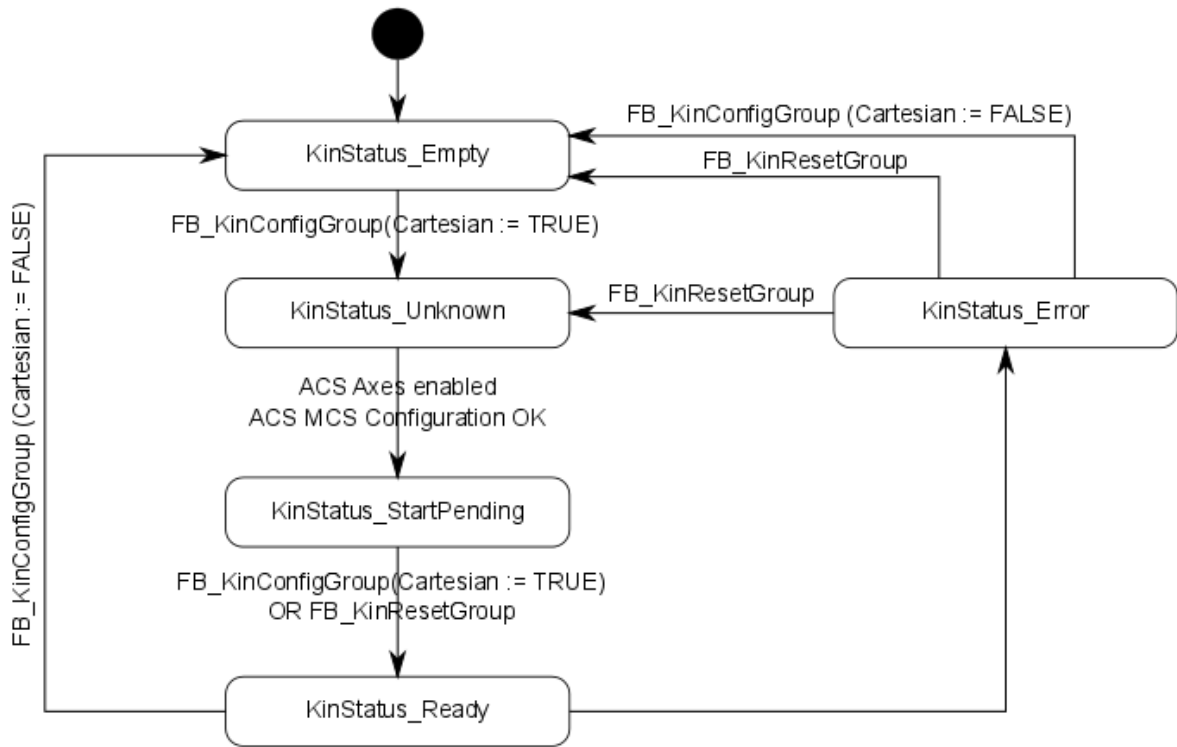 FB_KinConfigGroup (Cartesian := FALSE)
KinStatus_Empty
FB_KinResetGroup
FB_KinConfigGroup(Cartesian := TRUE)
FB_KinConfigGroup (Cartesian := FALSE)
KinStatus_Unknown
FB_KinResetGroup
KinStatus_Error
ACS Axes enabled
ACS MCS Configuration OK
KinStatus_StartPending
FB_KinConfigGroup(Cartesian := TRUE)
OR FB_KinResetGroup
KinStatus_Ready